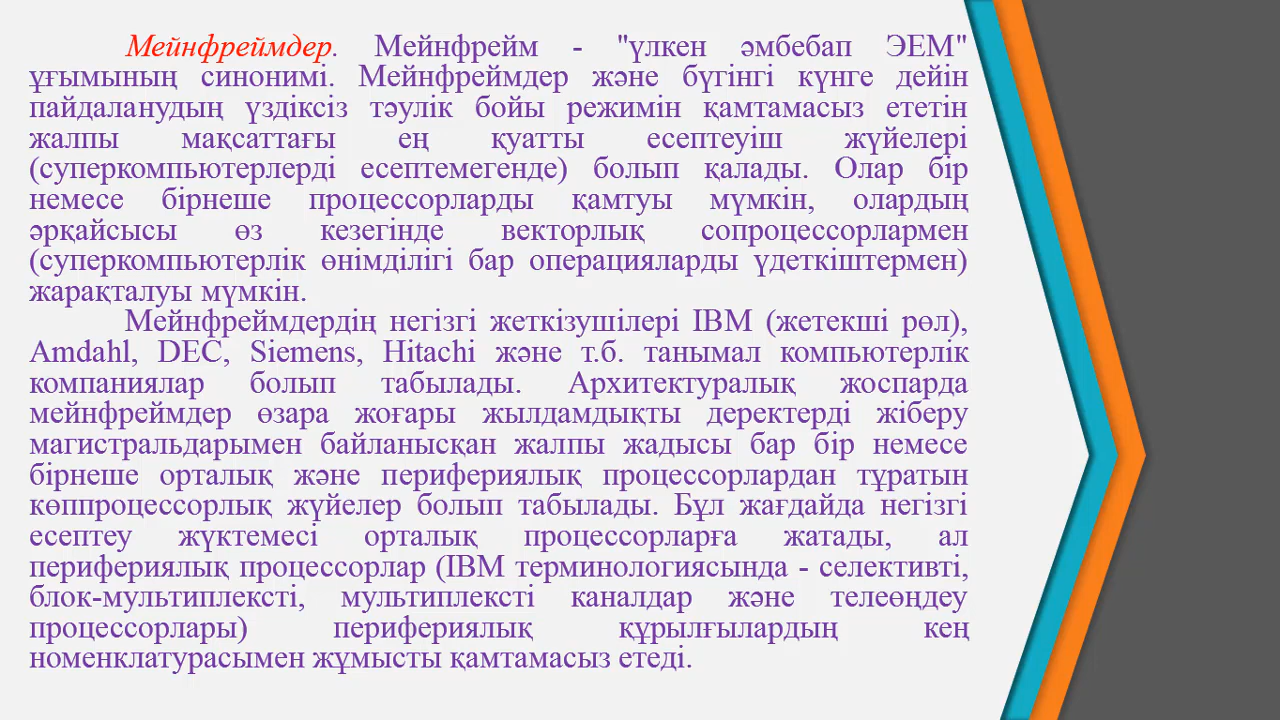 Мейнфреймдер. Мейнфрейм - "үлкен әмбебап ЭЕМ"
ұғымының синонимі. Мейнфреймдер және бүгінгі күнге дейін
пайдаланудың үздіксіз тәулік бойы режимін қамтамасыз ететін
жалпы мақсаттағы ең қуатты есептеуіш жүйелері
(суперкомпьютерлерді есептемегенде) болып қалады. Олар бір
немесе бірнеше процессорларды қамтуы мүмкін, олардың
әрқайсысы өз кезегінде векторлық сопроцессорлармен
(суперкомпьютерлік өнімділігі бар операцияларды үдеткіштермен)
жарақталуы мүмкін.
Мейнфреймдердің негізгі жеткізушілері IBM (жетекші рөл),
Amdahl, DEC, Siemens, Hitachi және т.б. танымал компьютерлік
компаниялар болып табылады. Архитектуралық жоспарда
мейнфреймдер өзара жоғары жылдамдықты деректерді жіберу
магистральдарымен байланысқан жалпы жадысы бар бір немесе
бірнеше орталық және перифериялық процессорлардан тұратын
көппроцессорлық жүйелер болып табылады. Бұл жағдайда негізгі
есептеу жүктемесі орталық процессорларға жатады, ал
перифериялық процессорлар (IBM терминологиясында - селективті,
блок-мультиплексті, мультиплексті каналдар және телеөңдеу
процессорлары) перифериялық құрылғылардың кең
номенклатурасымен жұмысты қамтамасыз етеді.